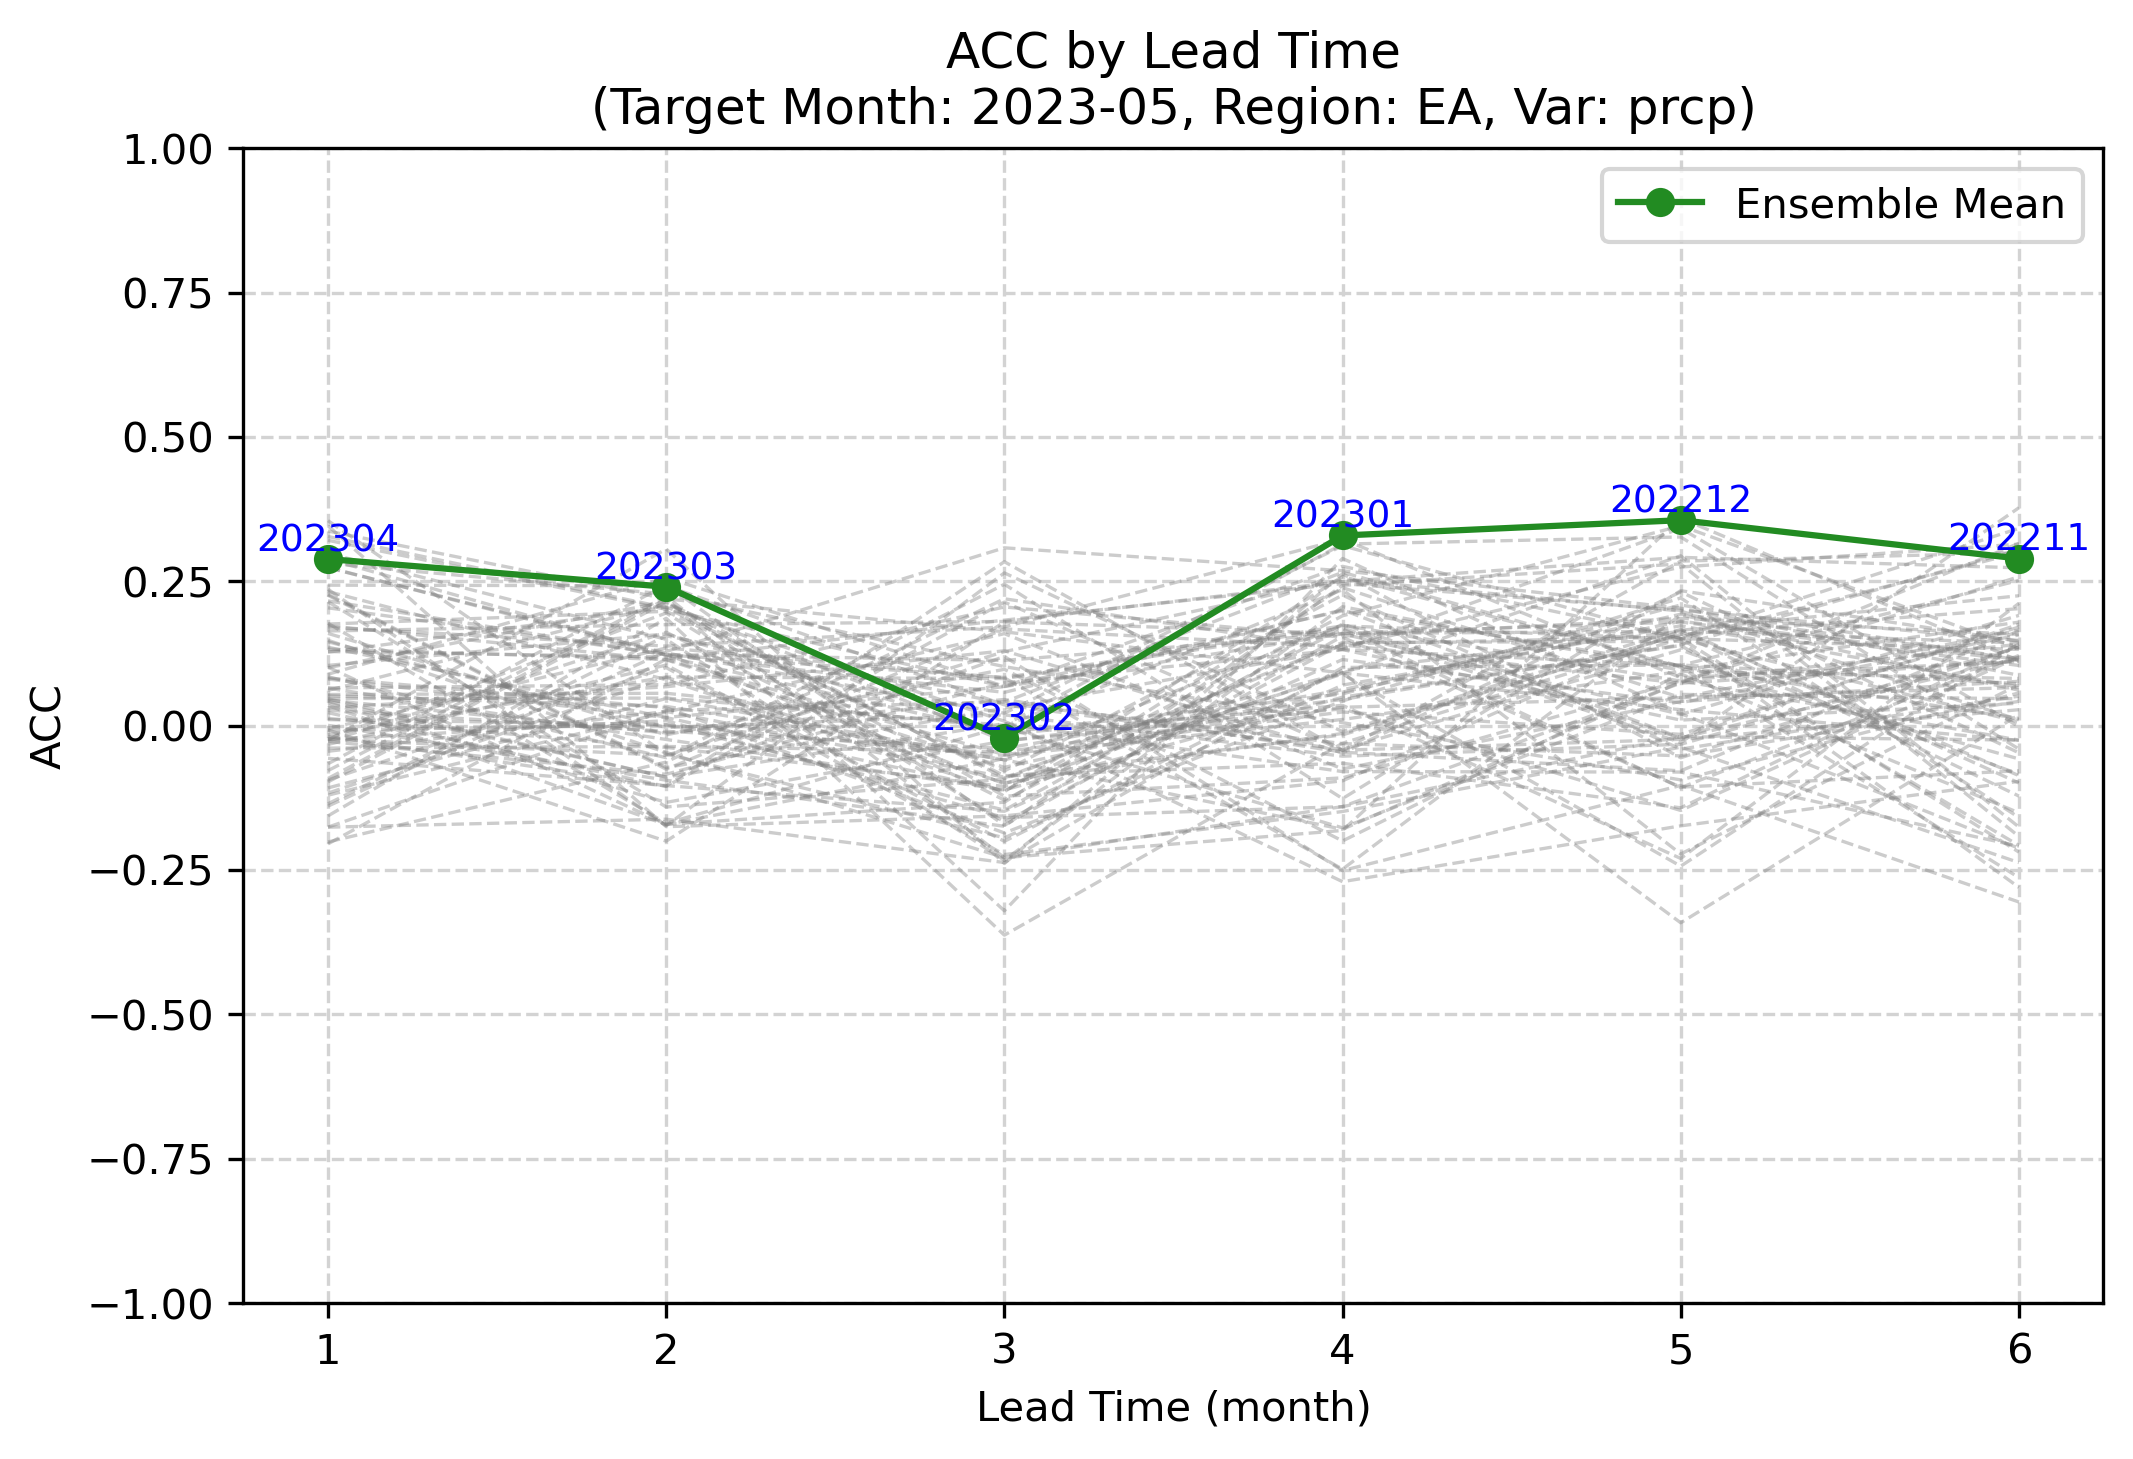 ACC by Lead Time
(Target Month: 2023-05, Region: EA, Var: prcp)
1.00
0.75
0.50
0.25
0.00
−0.25
−0.50
−0.75
−1.00
ACC
Ensemble Mean
202304
202303
202302
202301
202212
202211
1 2 3 4 5 6
Lead Time (month)